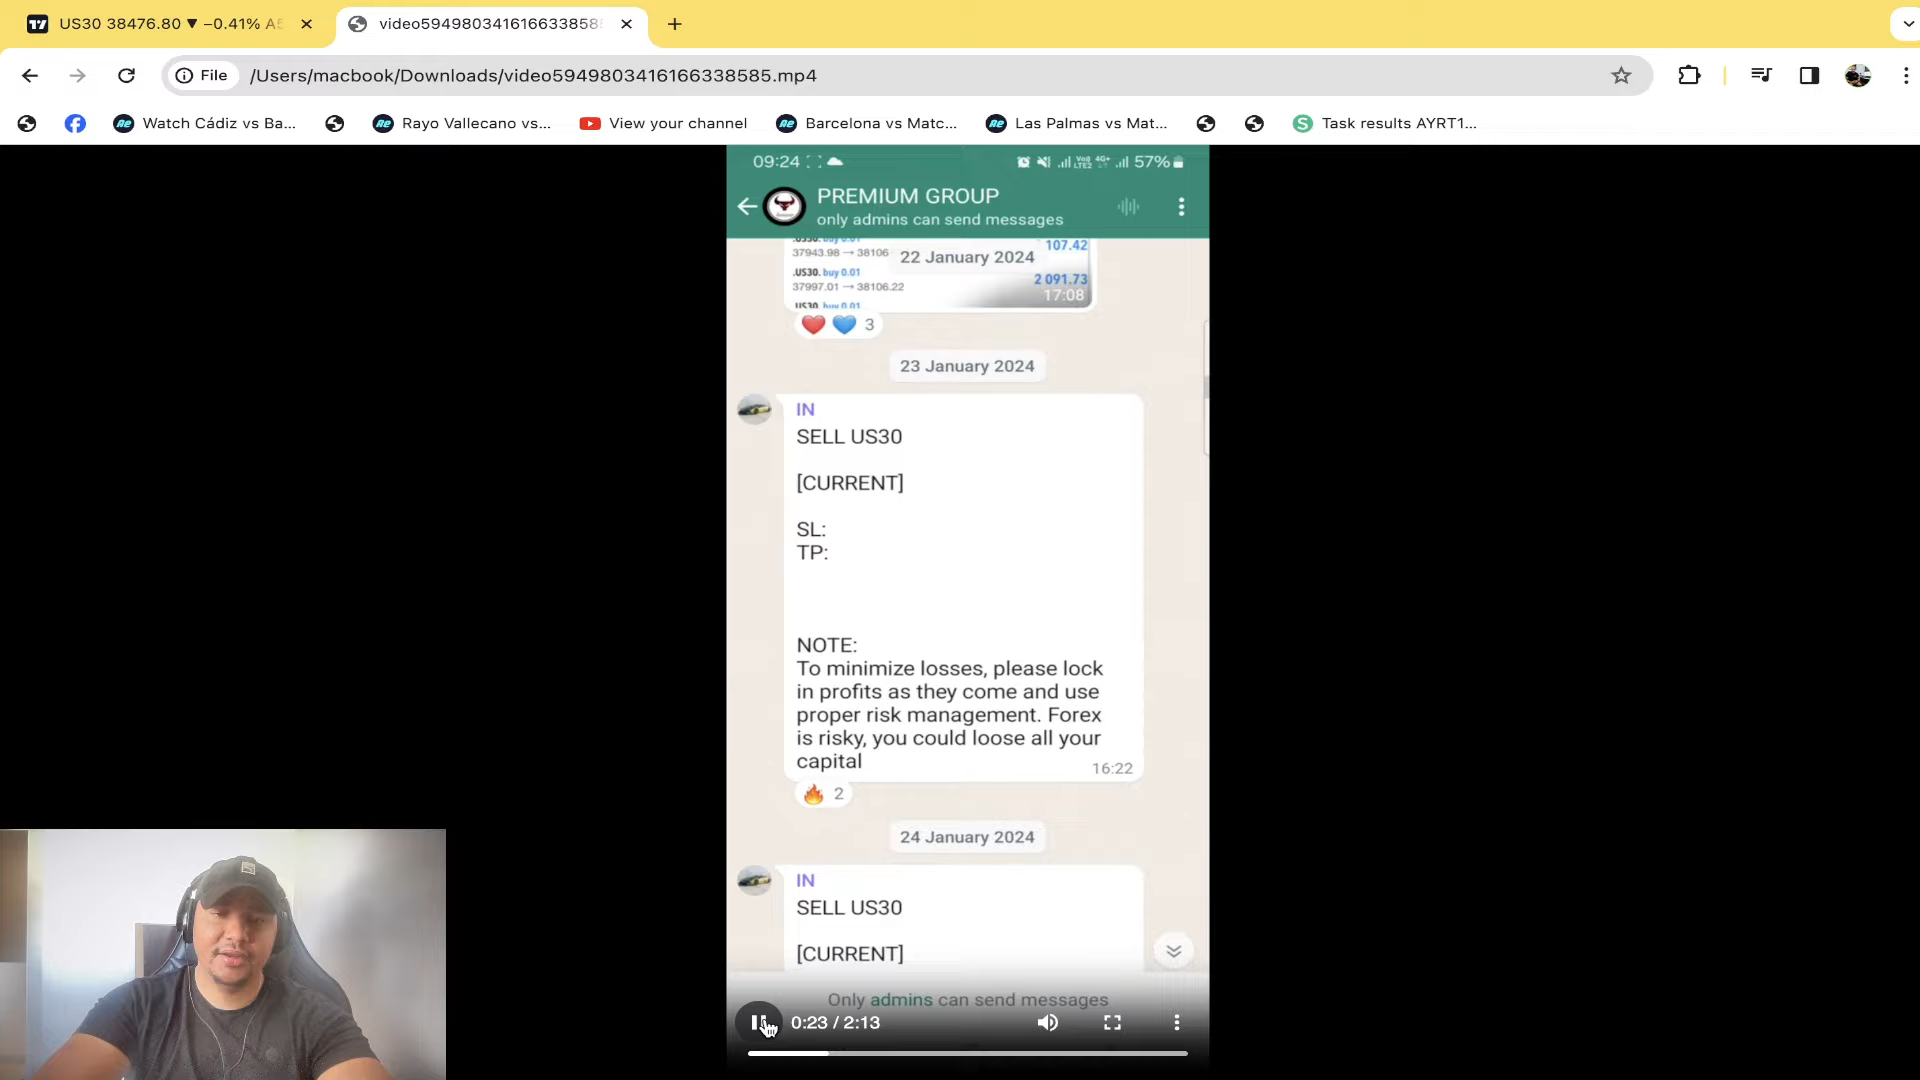 US30 38476.80 ▼ −0.41%
video5949803416166338585
File
/Users/macbook/Downloads/video5949803416166338585.mp4
Watch Cádiz vs Ba...
Rayo Vallecano vs...
View your channel
Barcelona vs Matc...
Las Palmas vs Mat...
Task results AYRT1...
09:24
57%
PREMIUM GROUP
only admins can send messages
107.42
37943.98 → 38106
22 January 2024
.US30. buy 0.01
2 091.73
37997.01 → 38106.22
17:08
3
23 January 2024
IN
SELL US30
[CURRENT]
SL:
TP:
NOTE:
To minimize losses, please lock
in profits as they come and use
proper risk management. Forex
is risky, you could loose all your
capital
16:22
2
24 January 2024
IN
SELL US30
[CURRENT]
Only admins can send messages
0:23 / 2:13